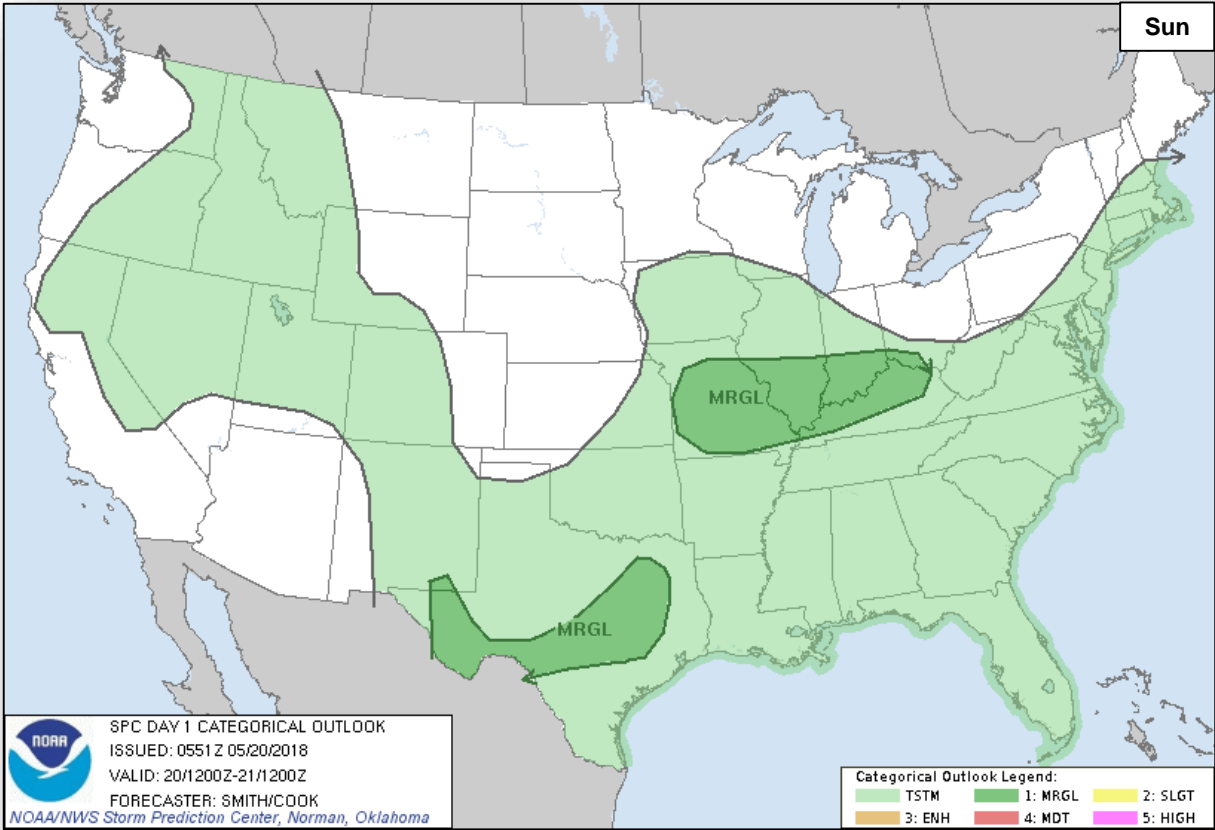 Sun
MRGL
MRGL
NOAA
SPC DAY 1 CATEGORICAL OUTLOOK
ISSUED: 0551Z 05/20/2018
VALID: 20/1200Z-21/1200Z
FORECASTER: SMITH/COOK
NOAA/NWS Storm Prediction Center, Norman, Oklahoma
Categorical Outlook Legend:
TSTM 1: MRGL 2: SLGT
3: ENH 4: MDT 5: HIGH